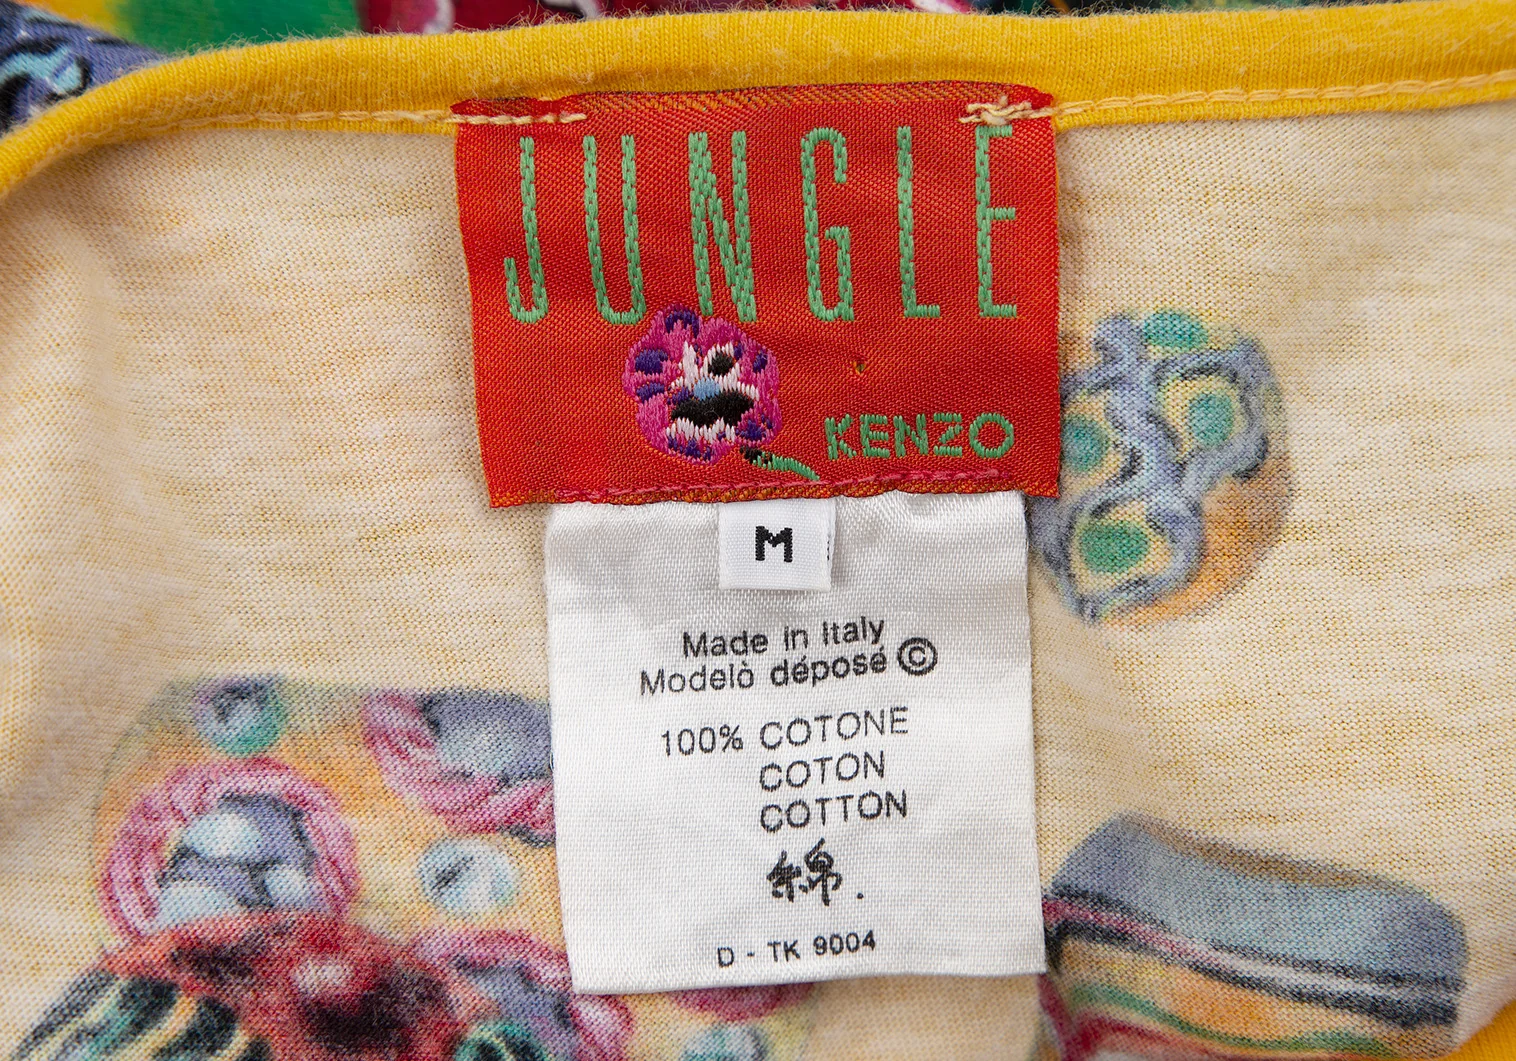 JUNGLE
KENZO
M
Made in Italy
Modelò déposé ©
100% COTONE
COTON
COTTON
綿.
D - TK 9004